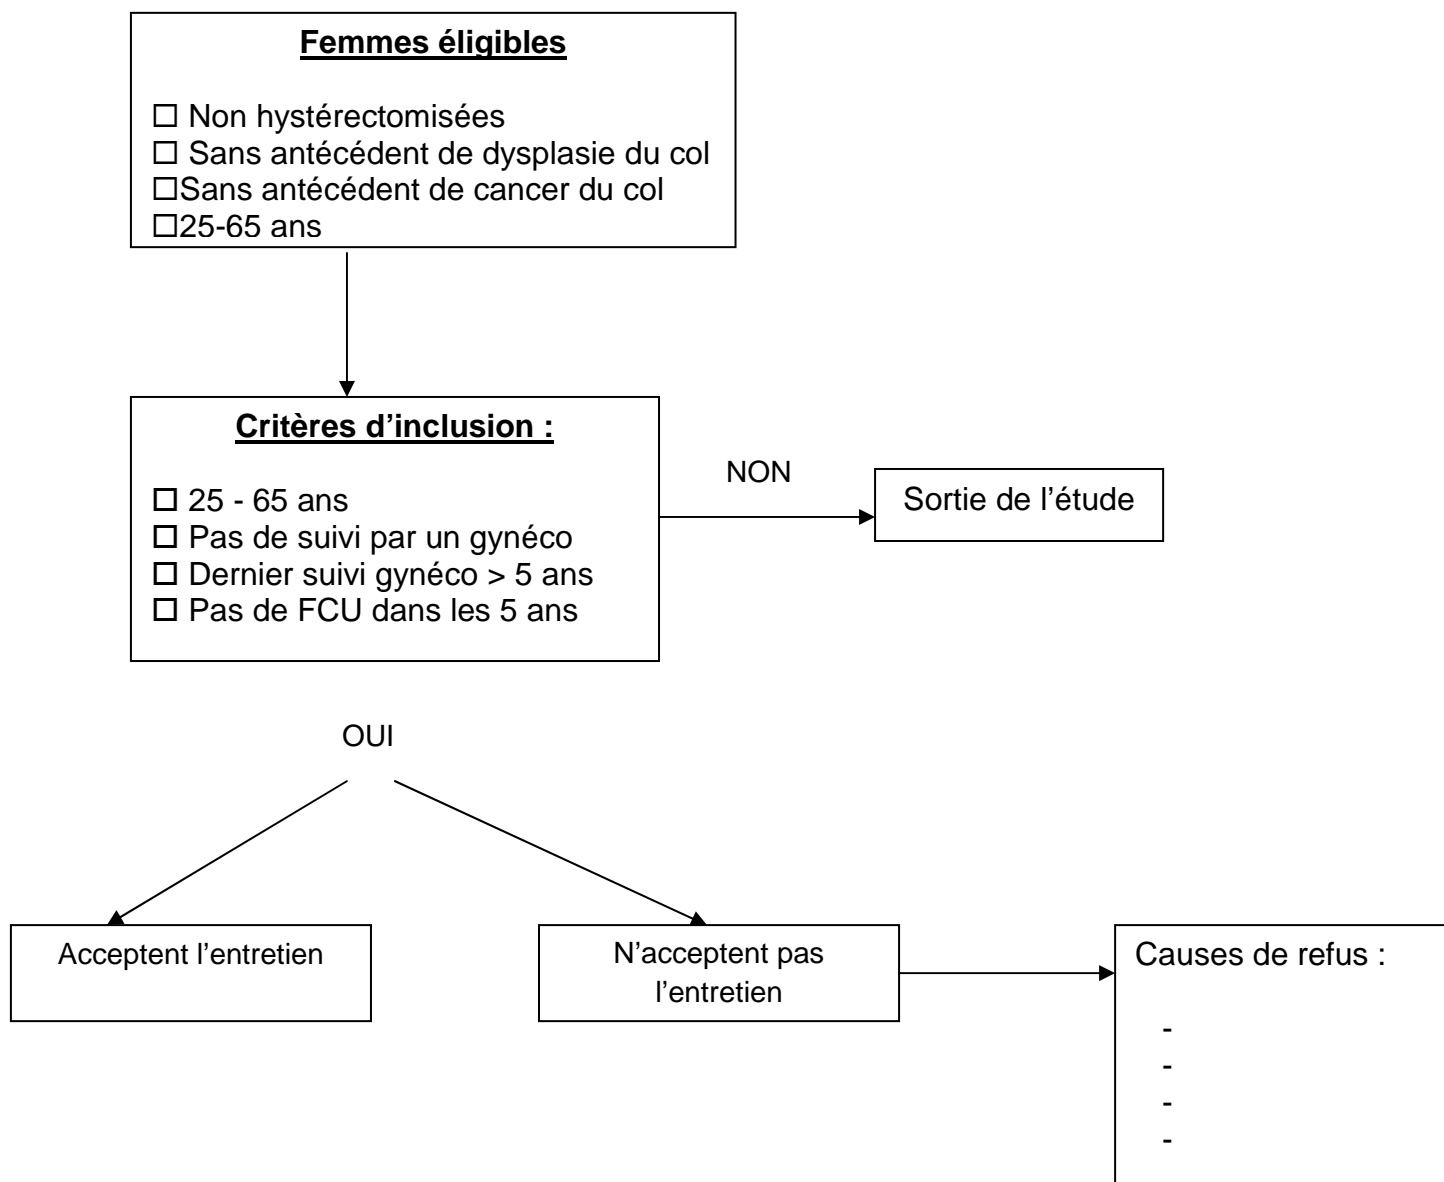 Femmes éligibles
☐ Non hystérectomisées
☐ Sans antécédent de dysplasie du col
☐Sans antécédent de cancer du col
☐25-65 ans
Critères d’inclusion :
☐ 25 - 65 ans
☐ Pas de suivi par un gynéco
☐ Dernier suivi gynéco > 5 ans
☐ Pas de FCU dans les 5 ans
NON
Sortie de l’étude
OUI
Acceptent l’entretien
N’acceptent pas
l’entretien
Causes de refus :
-
-
-
-